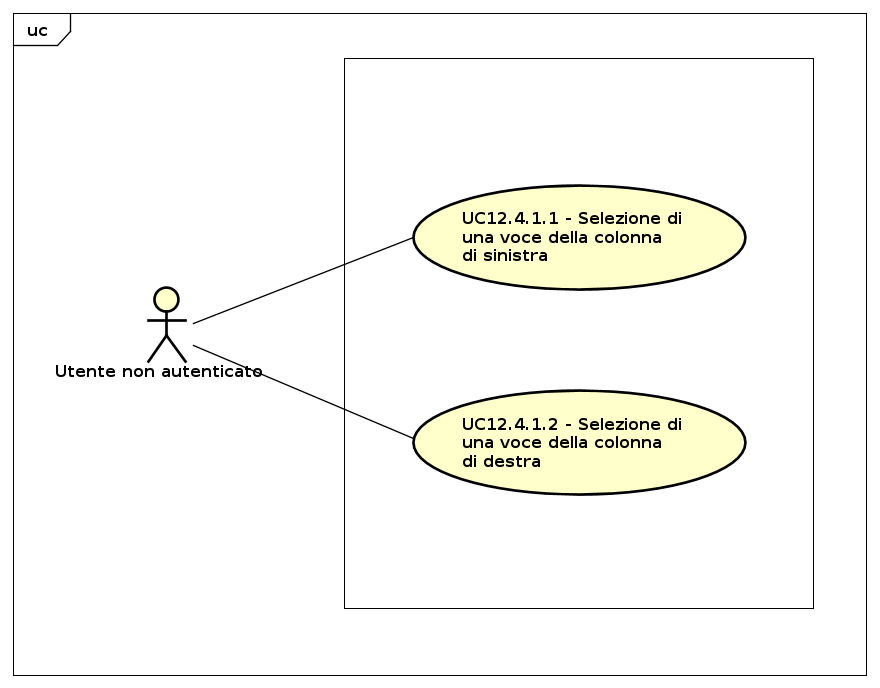 uc
UC12.4.1.1 - Selezione di
una voce della colonna
di sinistra
Utente non autenticato
UC12.4.1.2 - Selezione di
una voce della colonna
di destra